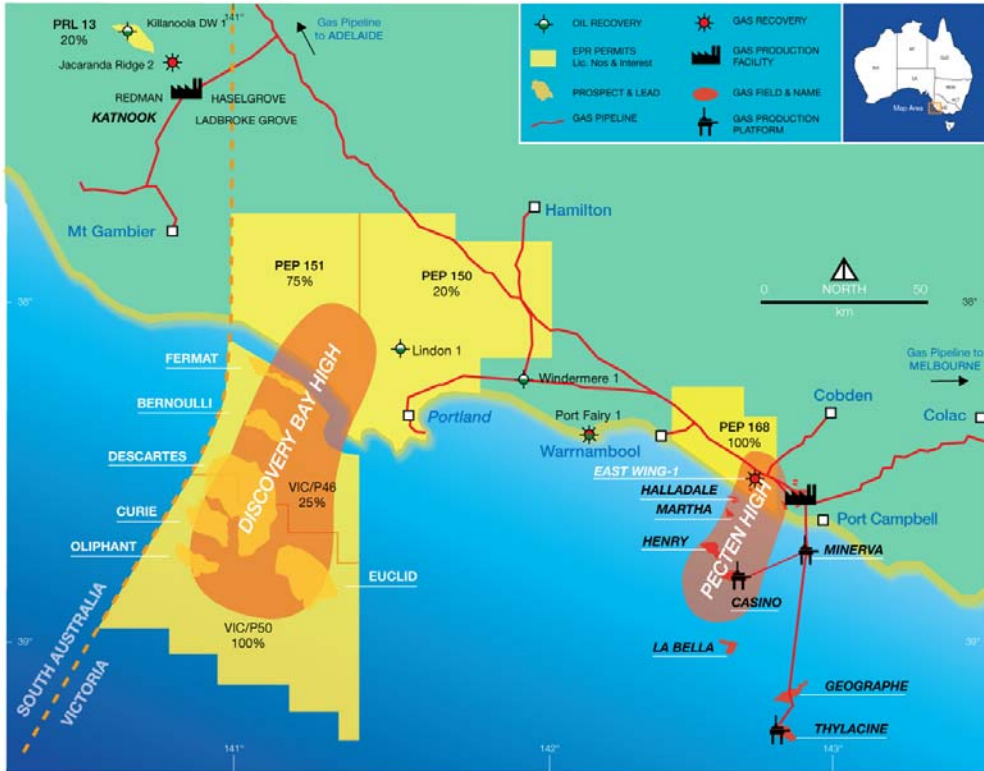 PRL 13
20%
Killanoola DW 1
141°
Gas Pipeline
to ADELAIDE
Jacaranda Ridge 2
REDMAN
HASELGROVE
KATNOOK
LADBROKE GROVE
OIL RECOVERY
EPR PERMITS
Lic. Nos & Interest
PROSPECT & LEAD
GAS PIPELINE
GAS RECOVERY
GAS PRODUCTION
FACILITY
GAS FIELD & NAME
GAS PRODUCTION
PLATFORM
Map Area
Mt Gambier
Hamilton
PEP 151
75%
PEP 150
20%
NORTH
0
50
km
38°
38°
FERMAT
Lindon 1
BERNOULLI
Windermere 1
Gas Pipeline to
MELBOURNE
Portland
Port Fairy 1
Warrnambool
PEP 168
100%
Cobden
Colac
DESCARTES
DISCOVERY BAY HIGH
VIC/P46
25%
EAST WING-1
HALLADALE
MARTHA
CURIE
Port Campbell
OLIPHANT
HENRY
PECTEN HIGH
MINERVA
EUCLID
CASINO
VIC/P50
100%
39°
39°
LA BELLA
SOUTH AUSTRALIA
VICTORIA
GEOGRAPHE
THYLACINE
141°
142°
143°